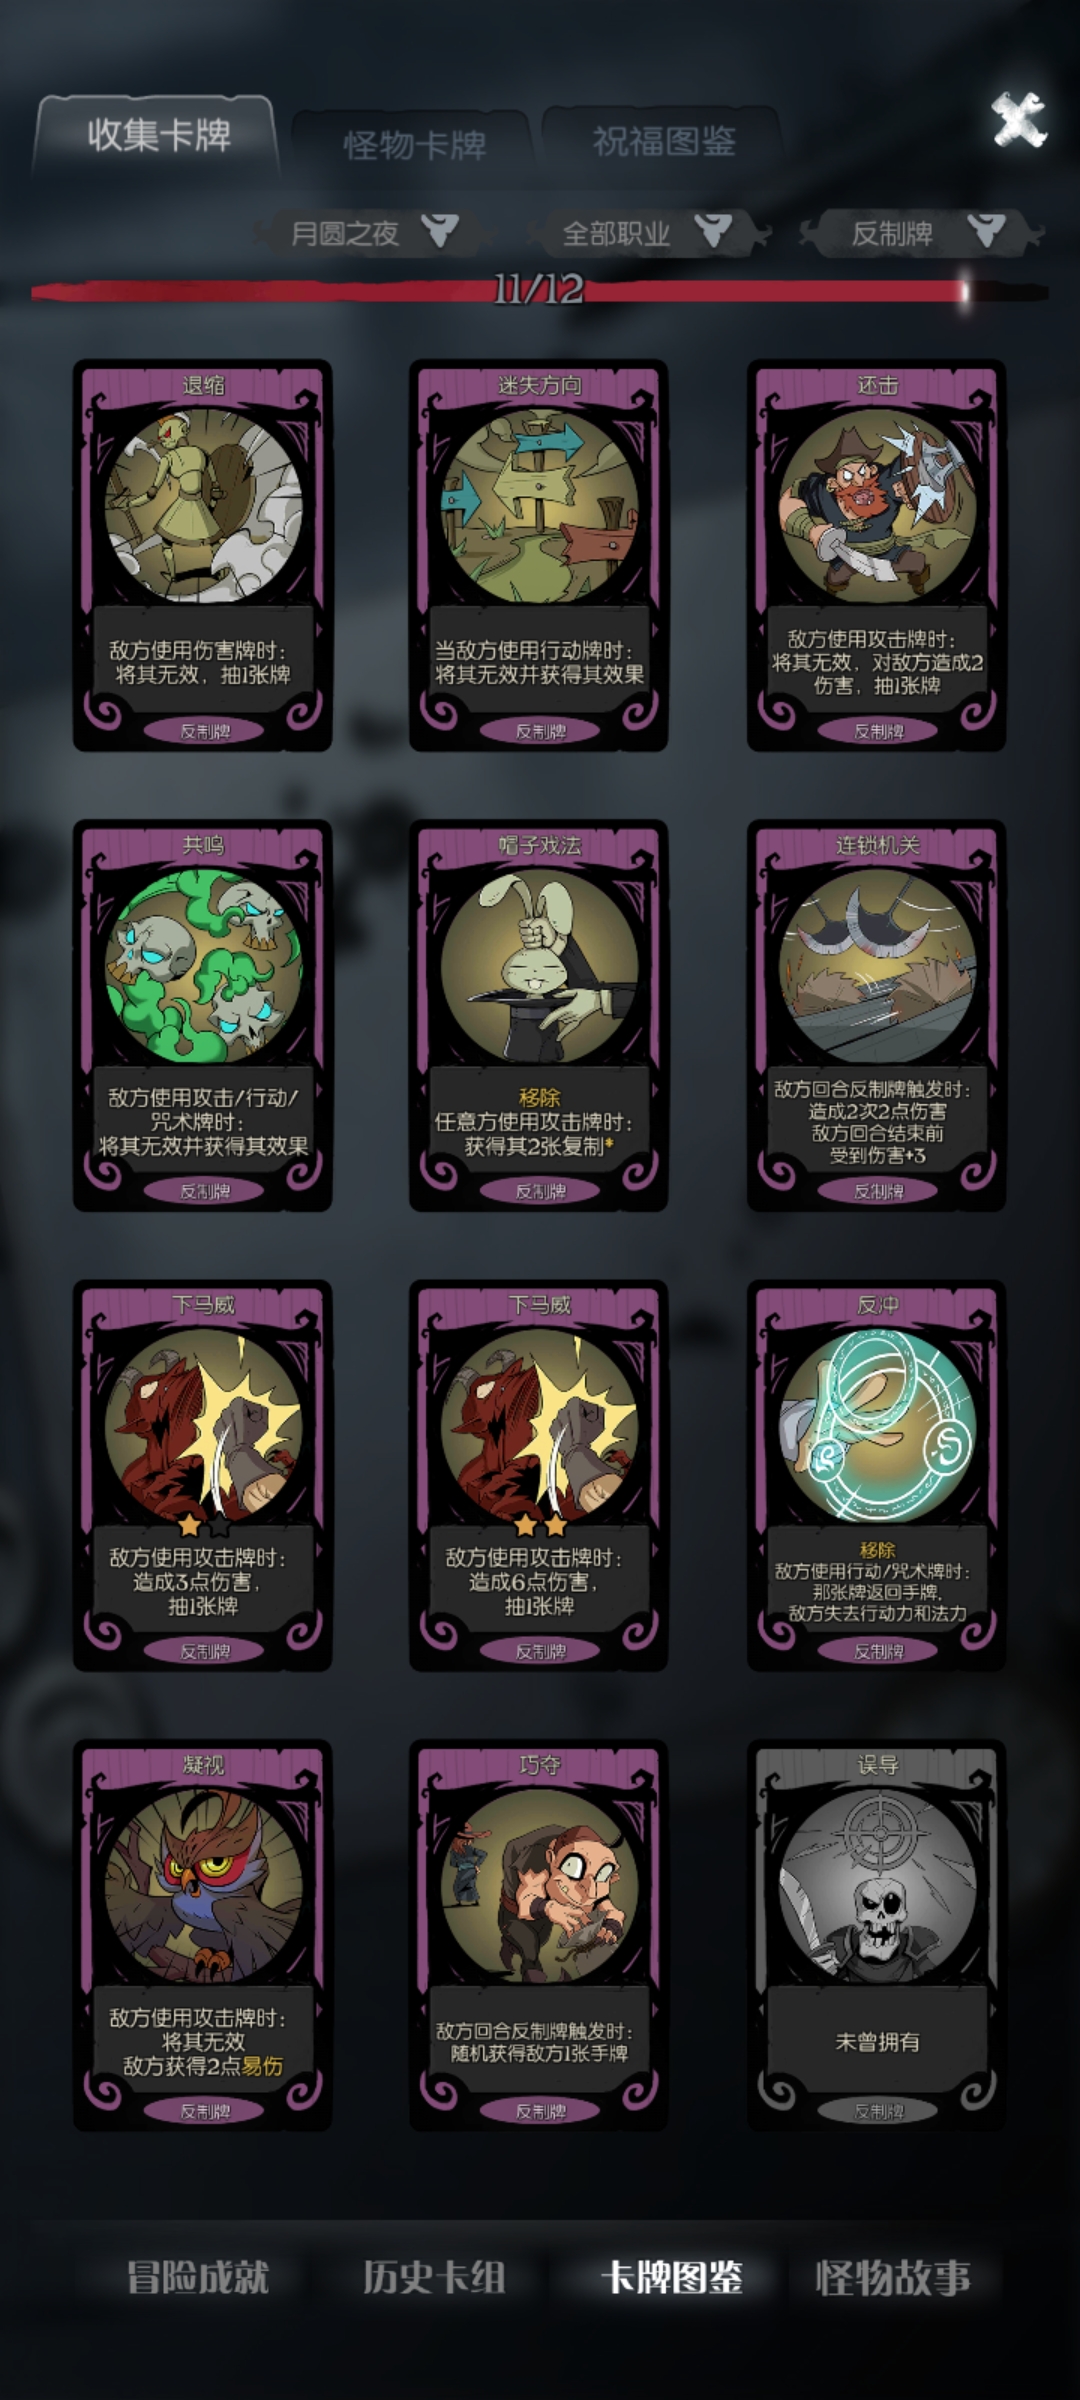 收集卡牌
怪物卡牌
祝福图鉴
月圆之夜
全部职业
反制牌
11/12
退缩
敌方使用伤害牌时：
将其无效，抽1张牌
反制牌
迷失方向
当敌方使用行动牌时：
将其无效并获得其效果
反制牌
还击
敌方使用攻击牌时：
将其无效，对敌方造成2
伤害，抽1张牌
反制牌
共鸣
敌方使用攻击/行动/
咒术牌时：
将其无效并获得其效果
反制牌
帽子戏法
移除
任意方使用攻击牌时：
获得其2张复制*
反制牌
连锁机关
敌方回合反制牌触发时：
造成2次2点伤害
敌方回合结束前
受到伤害+3
反制牌
下马威
敌方使用攻击牌时：
造成3点伤害，
抽1张牌
反制牌
下马威
敌方使用攻击牌时：
造成6点伤害，
抽1张牌
反制牌
反冲
移除
敌方使用行动/咒术牌时：
那张牌返回手牌，
敌方失去行动力和法力
反制牌
凝视
敌方使用攻击牌时：
将其无效
敌方获得2点易伤
反制牌
巧夺
敌方回合反制牌触发时：
随机获得敌方1张手牌
反制牌
误导
未曾拥有
反制牌
冒险成就
历史卡组
卡牌图鉴
怪物故事